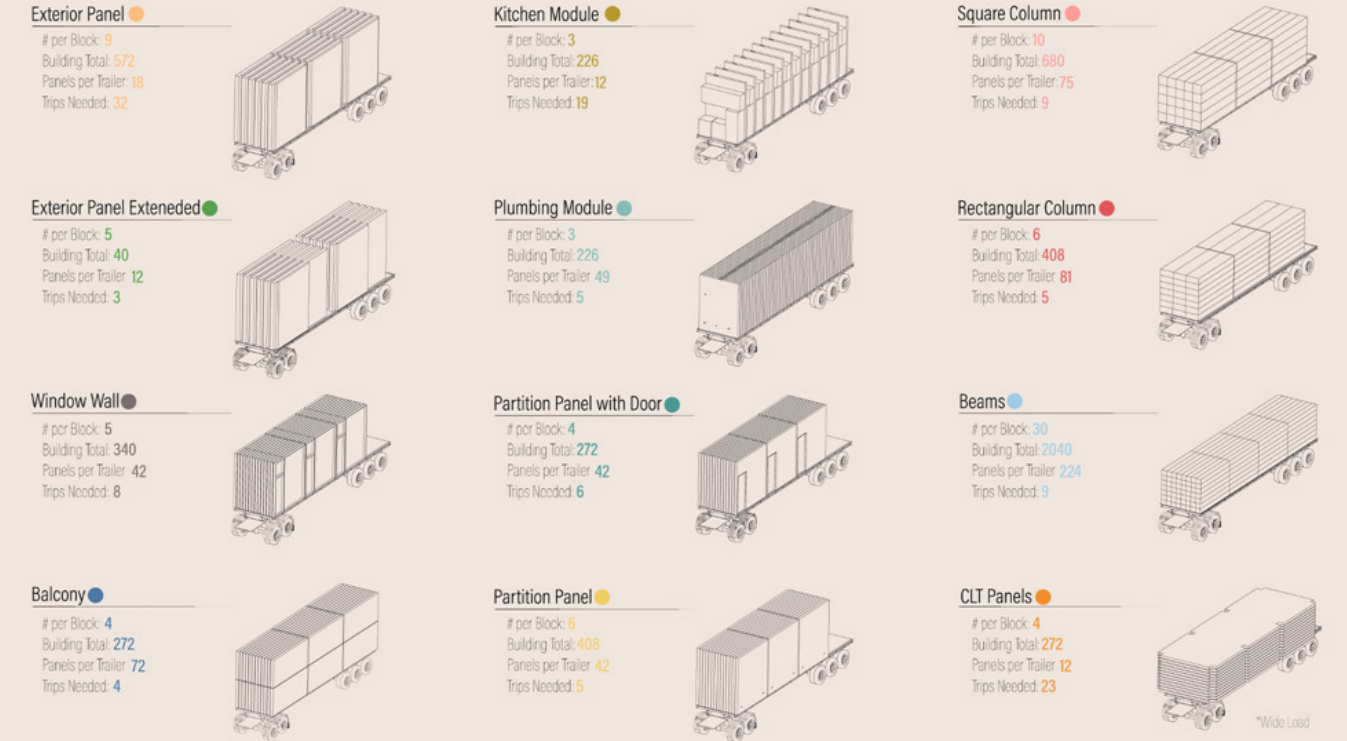 Exterior Panel
# per Block: 9
Building Total: 572
Panels per Trailer: 18
Trips Needed: 32
Kitchen Module
# per Block: 3
Building Total: 226
Panels per Trailer: 12
Trips Needed: 19
Square Column
# per Block: 10
Building Total: 680
Panels per Trailer: 75
Trips Needed: 9
Exterior Panel Exteneded
# per Block: 5
Building Total: 40
Panels per Trailer 12
Trips Needed: 3
Plumbing Module
# per Block: 3
Building Total: 226
Panels per Trailer 49
Trips Needed: 5
Rectangular Column
# per Block: 6
Building Total: 408
Panels per Trailer 81
Trips Needed: 5
Window Wall
# per Block: 5
Building Total: 340
Panels per Trailer 42
Trips Needed: 8
Partition Panel with Door
# per Block: 4
Building Total: 272
Panels per Trailer 42
Trips Needed: 6
Beams
# per Block: 30
Building Total: 2040
Panels per Trailer 224
Trips Needed: 9
Balcony
# per Block: 4
Building Total: 272
Panels per Trailer 72
Trips Needed: 4
Partition Panel
# per Block: 6
Building Total: 408
Panels per Trailer 42
Trips Needed: 5
CLT Panels
# per Block: 4
Building Total: 272
Panels per Trailer 12
Trips Needed: 23
*Wide Load